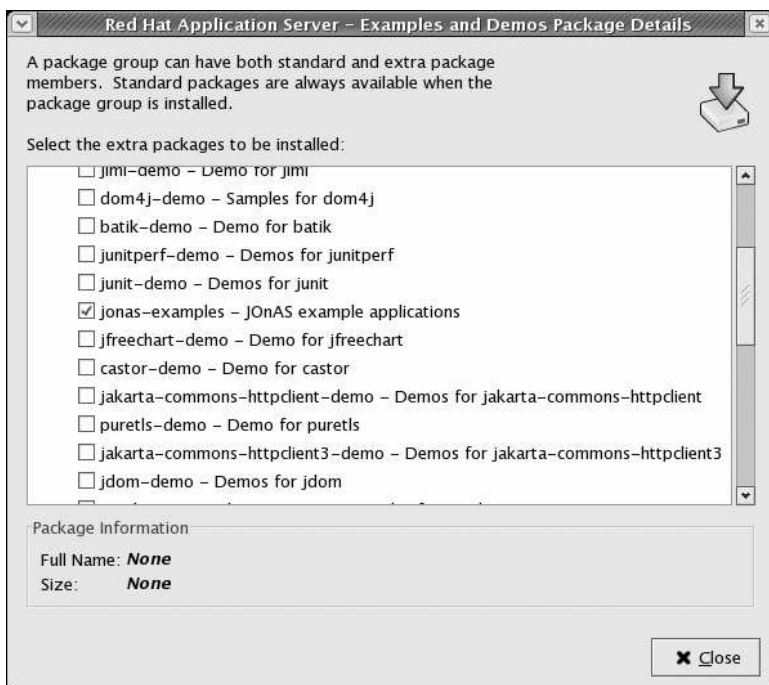 Red Hat Application Server – Examples and Demos Package Details
A package group can have both standard and extra package
members. Standard packages are always available when the
package group is installed.
Select the extra packages to be installed:
jimi–demo – Demo for jimi
dom4j–demo – Samples for dom4j
batik–demo – Demo for batik
junitperf–demo – Demos for junitperf
junit–demo – Demos for junit
jonas–examples – JOnAS example applications
jfreechart–demo – Demo for jfreechart
castor–demo – Demo for castor
jakarta–commons–httpclient–demo – Demos for jakarta–commons–httpclient
puretls–demo – Demo for puretls
jakarta–commons–httpclient3–demo – Demos for jakarta–commons–httpclient3
jdom–demo – Demos for jdom
Package Information
Full Name: None
Size: None
Close